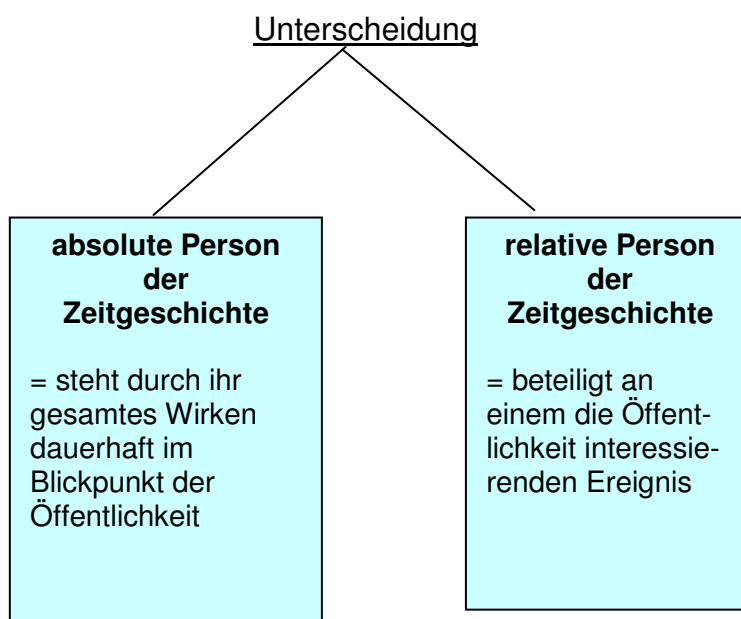 Unterscheidung
absolute Person
der
Zeitgeschichte
= steht durch ihr
gesamtes Wirken
dauerhaft im
Blickpunkt der
Öffentlichkeit
relative Person
der
Zeitgeschichte
= beteiligt an
einem die Öffent-
lichkeit interessie-
renden Ereignis